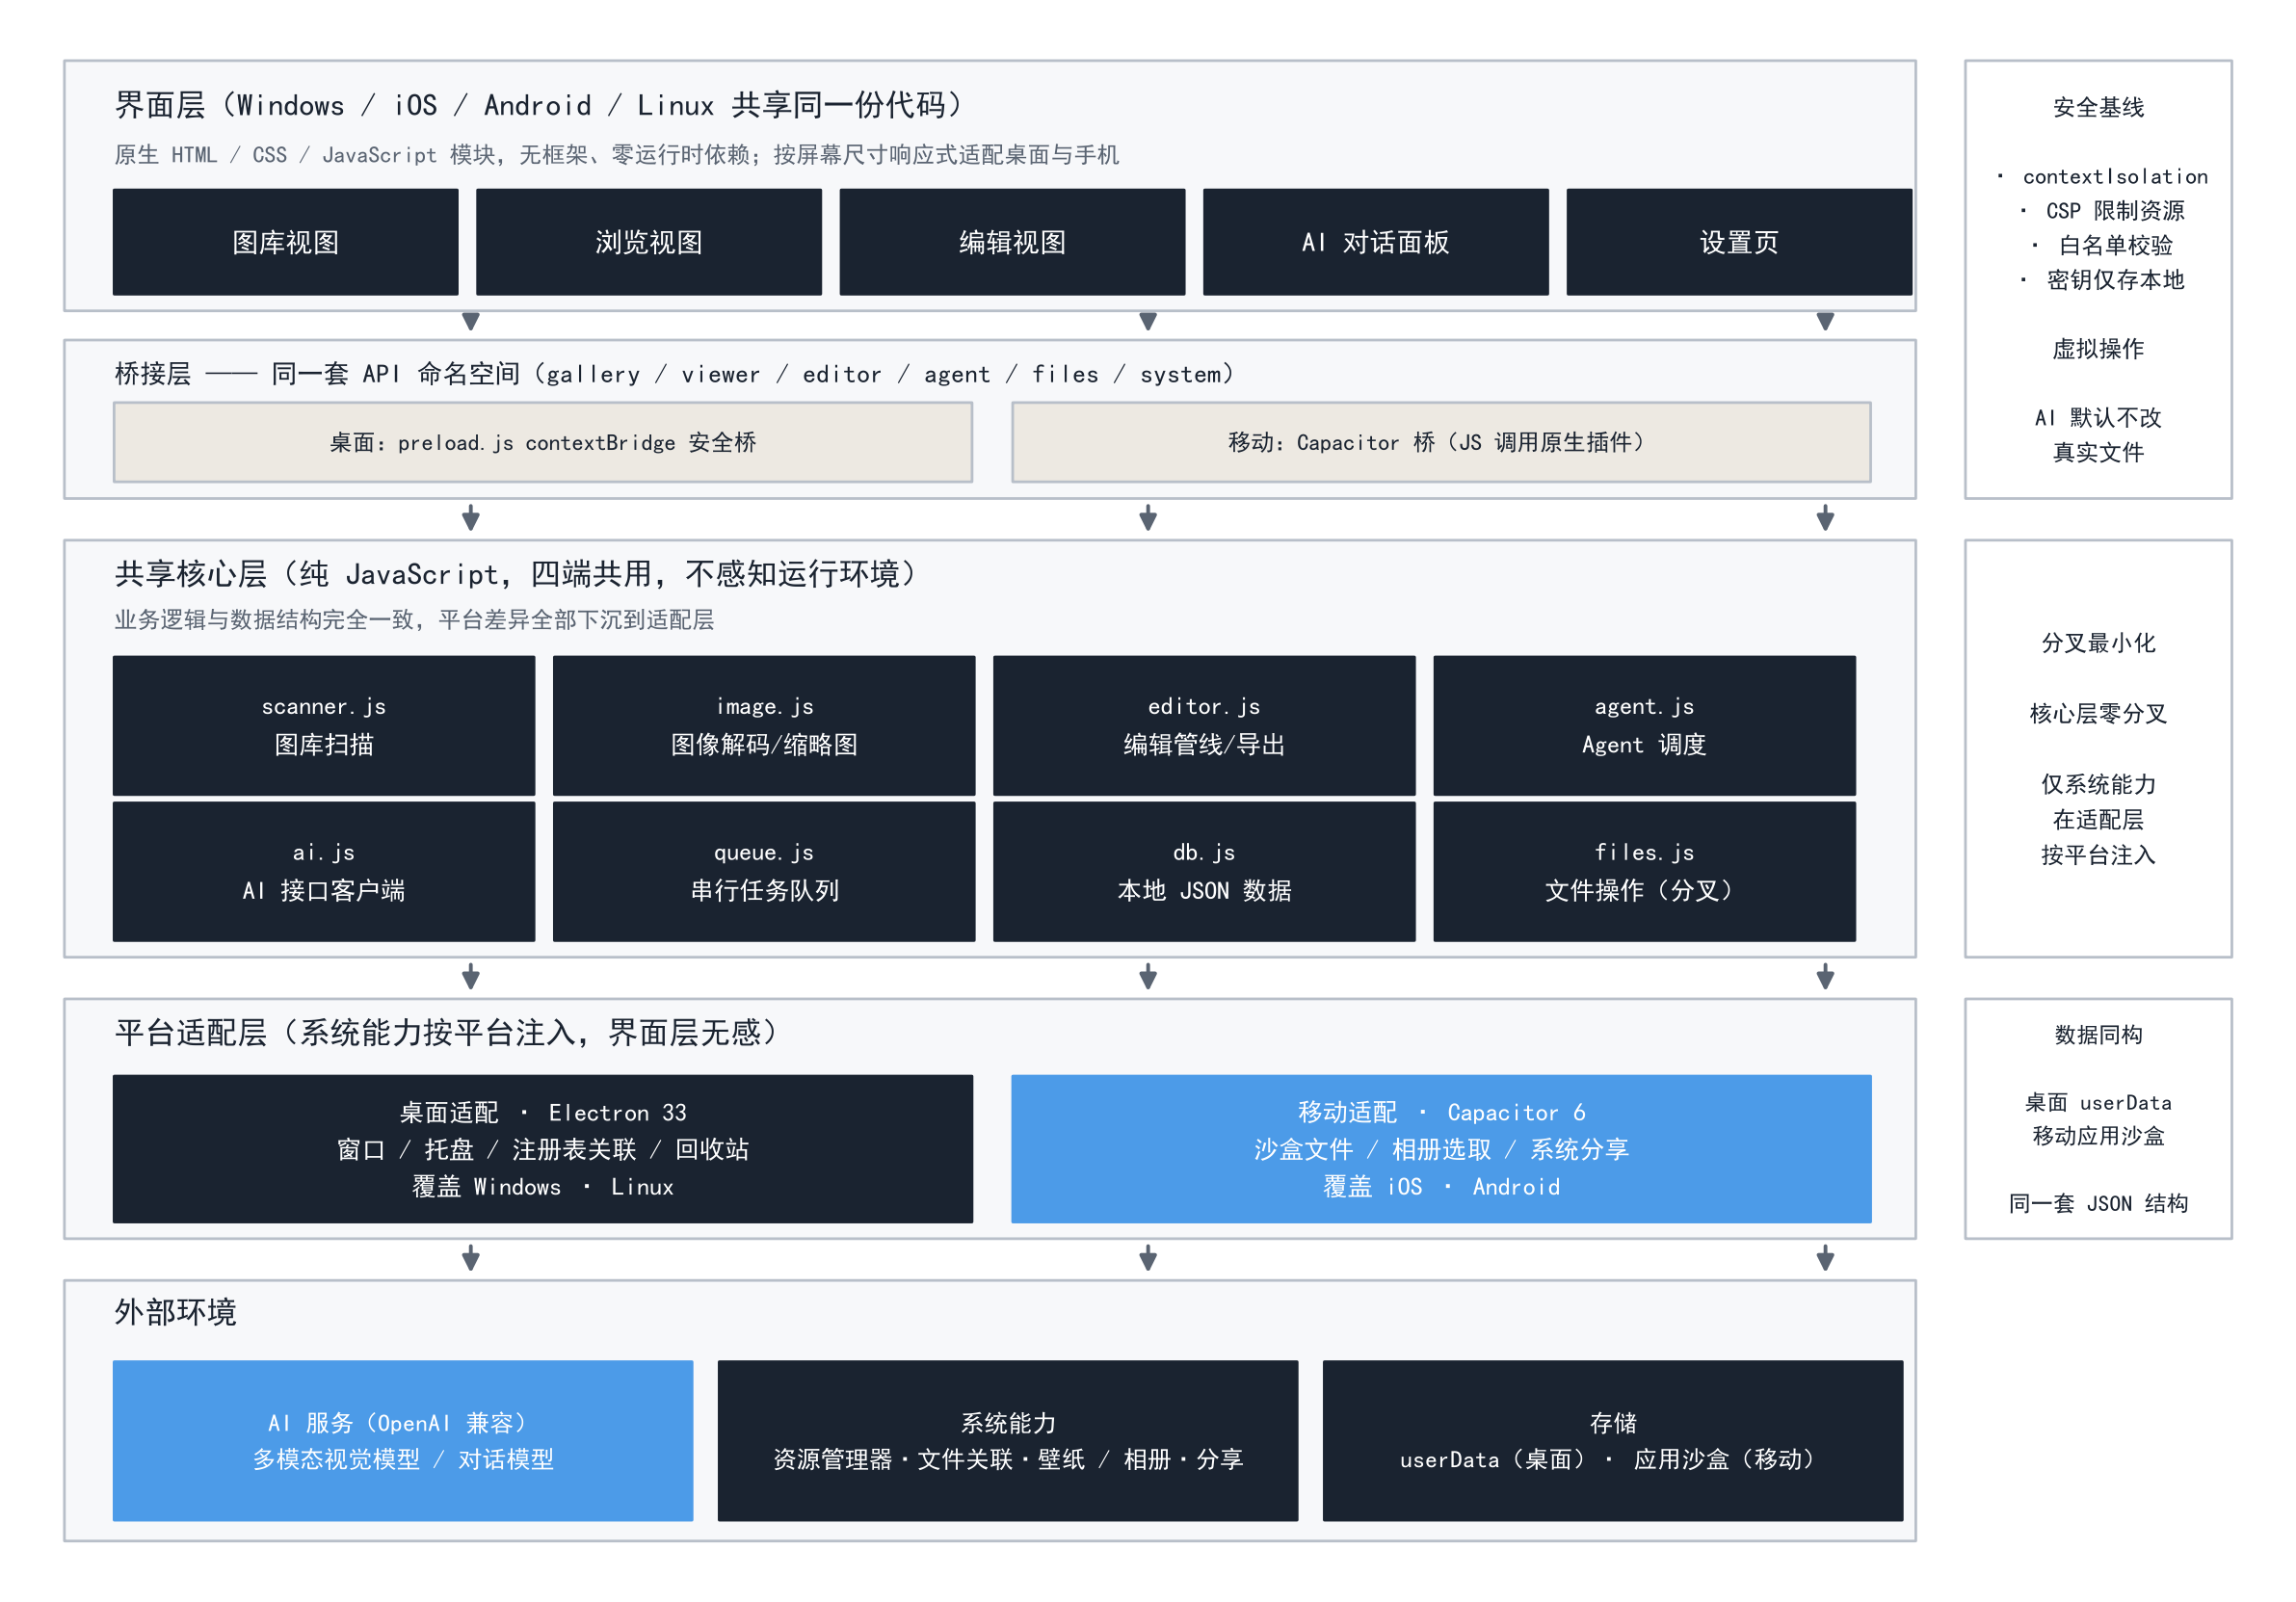 界面层（Windows / iOS / Android / Linux 共享同一份代码）
原生 HTML / CSS / JavaScript 模块，无框架、零运行时依赖；按屏幕尺寸响应式适配桌面与手机
图库视图
浏览视图
编辑视图
AI 对话面板
设置页
桥接层 —— 同一套 API 命名空间（gallery / viewer / editor / agent / files / system）
桌面：preload.js contextBridge 安全桥
移动：Capacitor 桥（JS 调用原生插件）
共享核心层（纯 JavaScript，四端共用，不感知运行环境）
业务逻辑与数据结构完全一致，平台差异全部下沉到适配层
scanner.js
图库扫描
image.js
图像解码/缩略图
editor.js
编辑管线/导出
agent.js
Agent 调度
ai.js
AI 接口客户端
queue.js
串行任务队列
db.js
本地 JSON 数据
files.js
文件操作（分叉）
平台适配层（系统能力按平台注入，界面层无感）
桌面适配 · Electron 33
窗口 / 托盘 / 注册表关联 / 回收站
覆盖 Windows · Linux
移动适配 · Capacitor 6
沙盒文件 / 相册选取 / 系统分享
覆盖 iOS · Android
外部环境
AI 服务（OpenAI 兼容）
多模态视觉模型 / 对话模型
系统能力
资源管理器·文件关联·壁纸 / 相册·分享
存储
userData（桌面）· 应用沙盒（移动）
安全基线
· contextIsolation
· CSP 限制资源
· 白名单校验
· 密钥仅存本地
虚拟操作
AI 默认不改
真实文件
分叉最小化
核心层零分叉
仅系统能力
在适配层
按平台注入
数据同构
桌面 userData
移动应用沙盒
同一套 JSON 结构